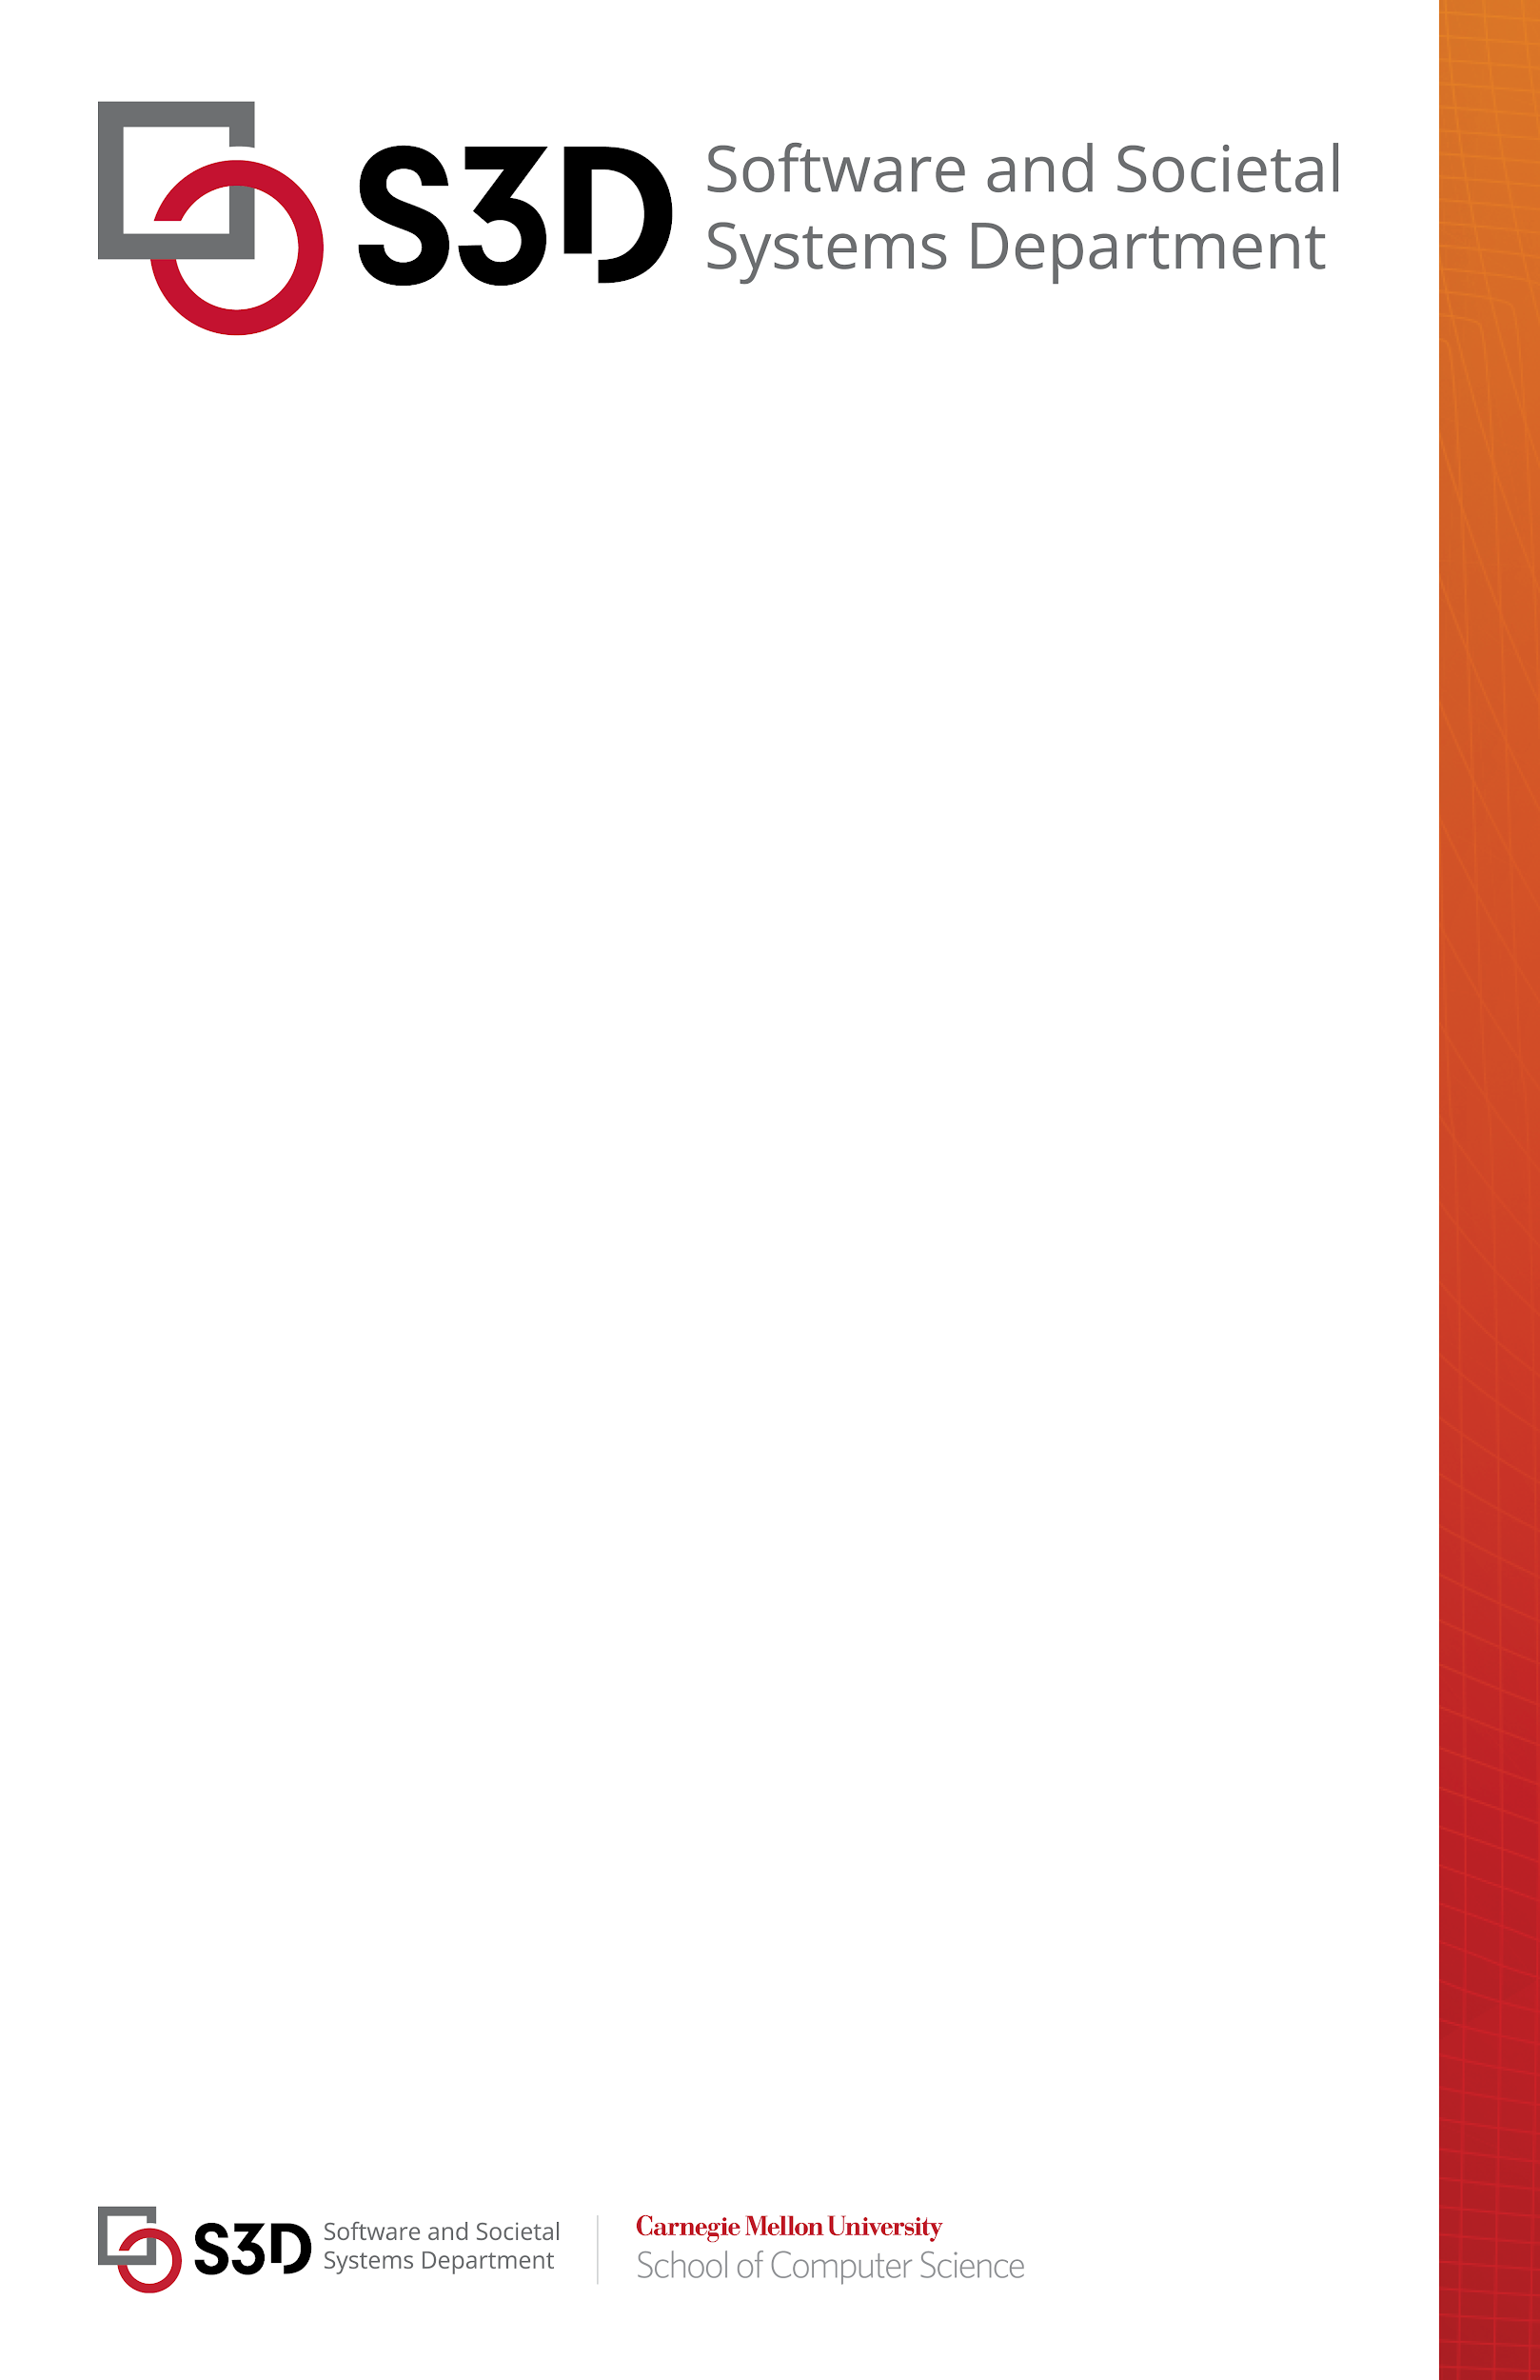 S3D
Software and Societal
Systems Department
S3D
Software and Societal
Systems Department
Carnegie Mellon University
School of Computer Science